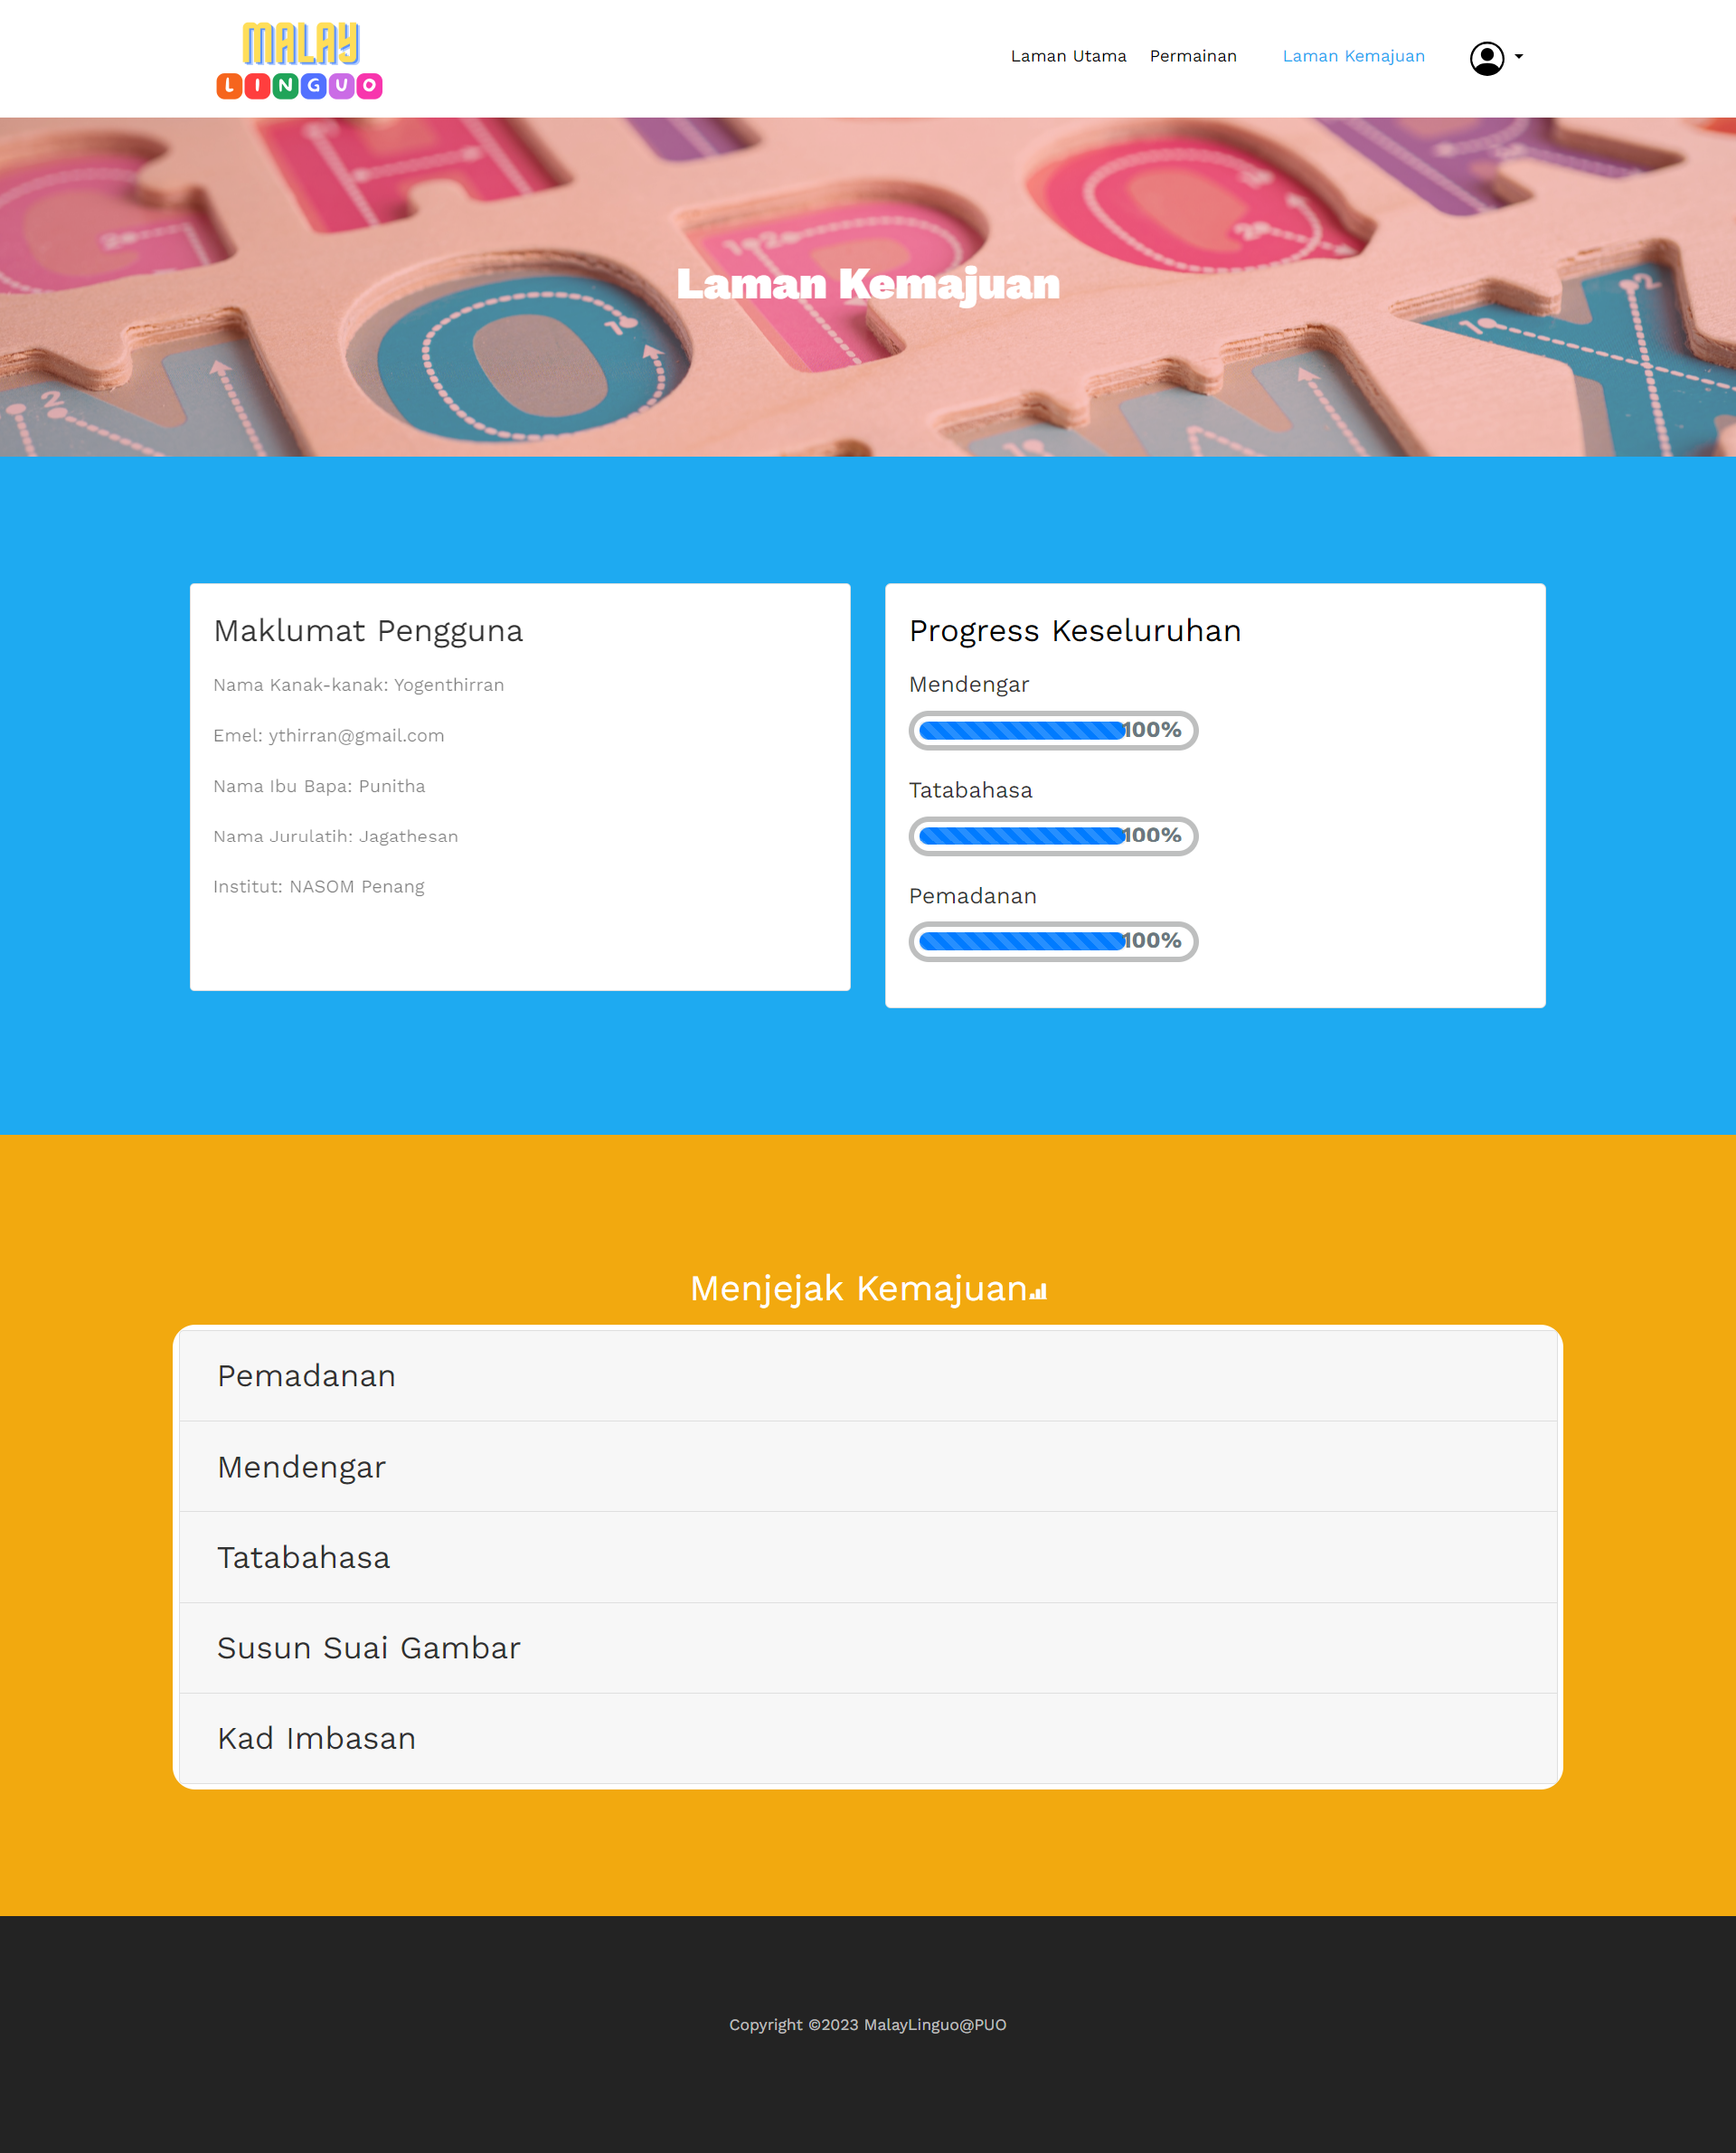 MALAY
LINGUO
Laman Utama Permainan Laman Kemajuan
Laman Kemajuan
Maklumat Pengguna
Nama Kanak-kanak: Yogenthirran
Emel: ythirran@gmail.com
Nama Ibu Bapa: Punitha
Nama Jurulatih: Jagathesan
Institut: NASOM Penang
Progress Keseluruhan
Mendengar
100%
Tatabahasa
100%
Pemadanan
100%
Menjejak Kemajuan
Pemadanan
Mendengar
Tatabahasa
Susun Suai Gambar
Kad Imbasan
Copyright ©2023 MalayLinguo@PUO